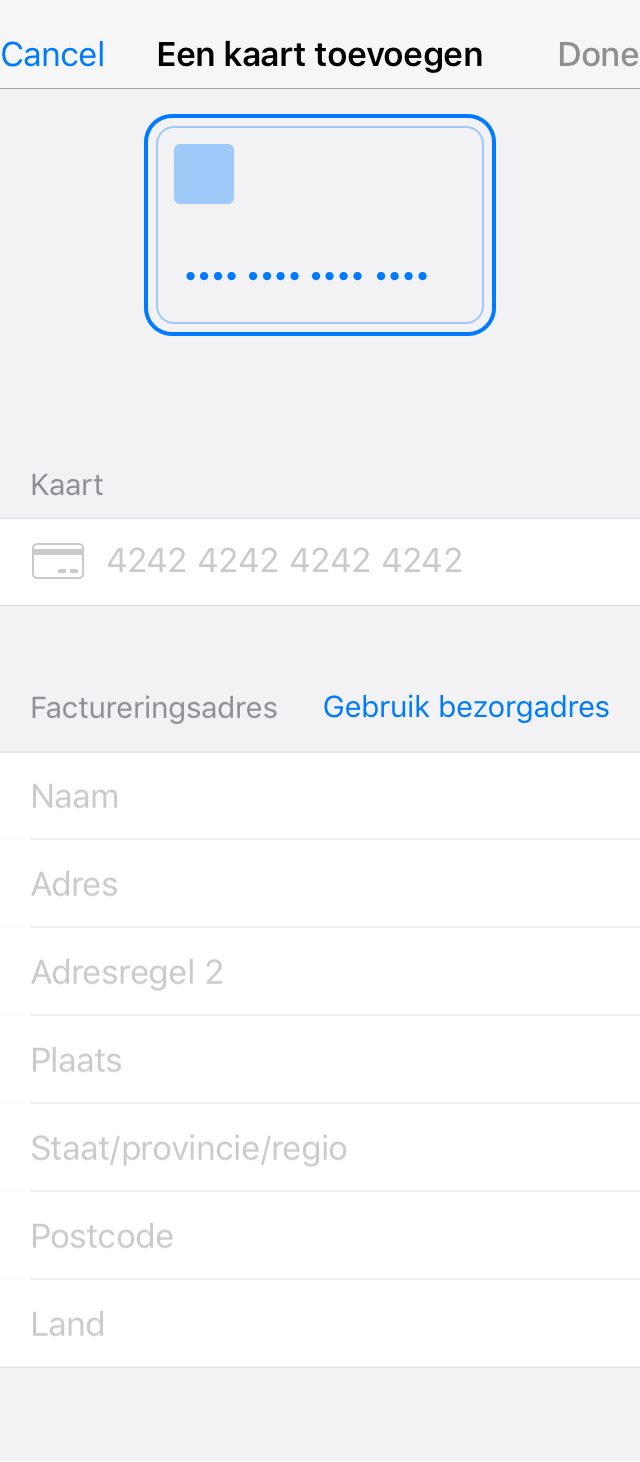 Cancel Een kaart toevoegen Done
•••• •••• •••• ••••
Kaart
4242 4242 4242 4242
Factureringsadres Gebruik bezorgadres
Naam
Adres
Adresregel 2
Plaats
Staat/provincie/regio
Postcode
Land